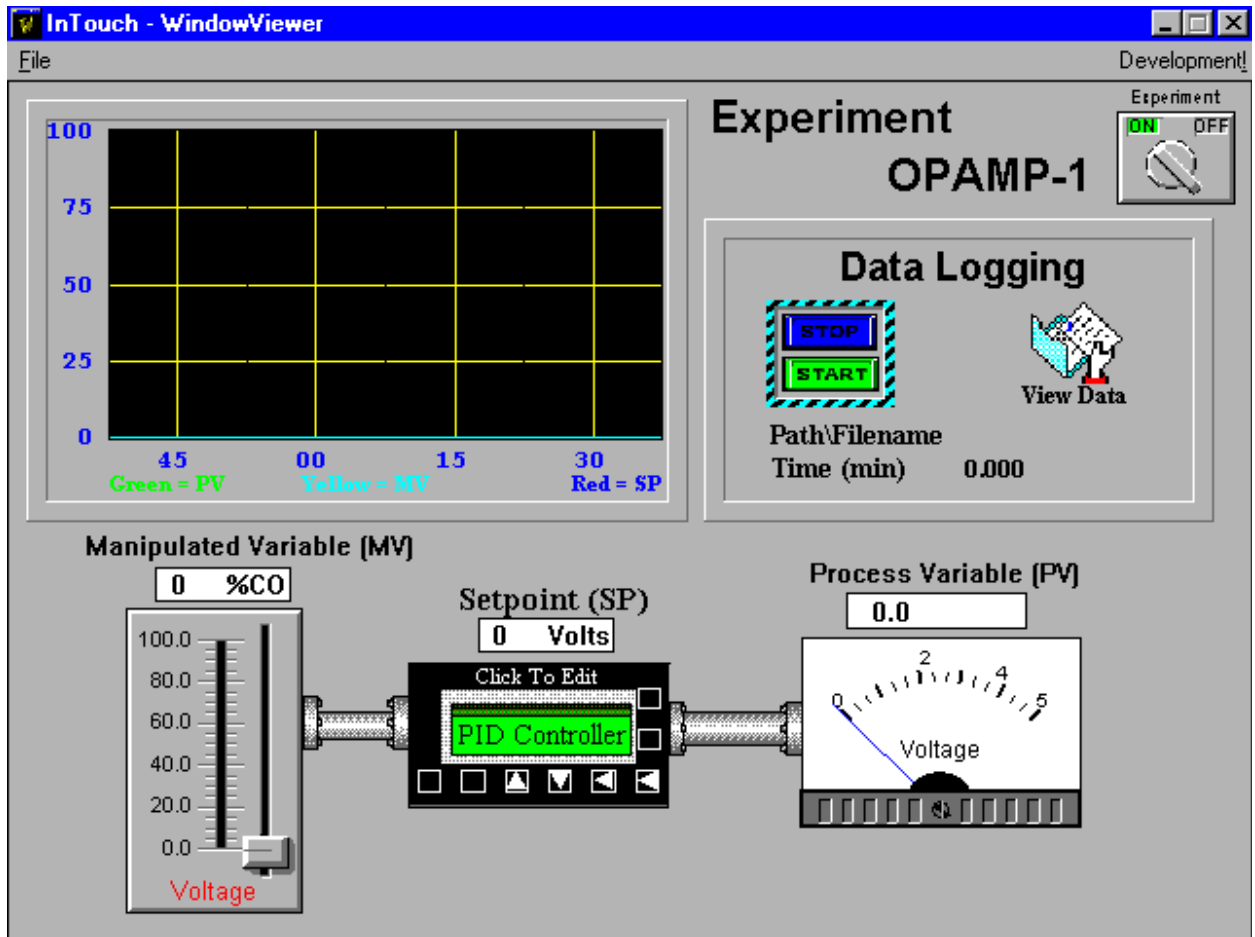 InTouch - WindowViewer
File Development!
Experiment
OPAMP-1
Experiment
ON OFF
100
75
50
25
0
45 00 15 30
Green = PV Yellow = MV Red = SP
Data Logging
STOP
START
View Data
Path\Filename
Time (min) 0.000
Manipulated Variable (MV)
0 %CO
100.0
80.0
60.0
40.0
20.0
0.0
Voltage
Setpoint (SP)
0 Volts
Click To Edit
PID Controller
Process Variable (PV)
0.0
0 2 4 5
Voltage